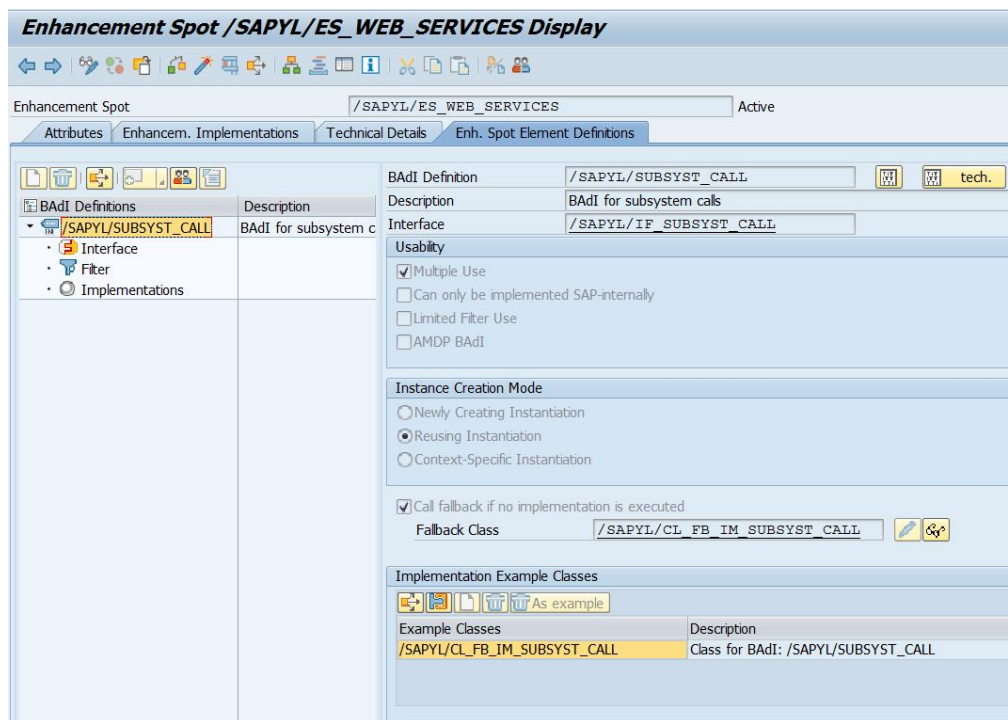 Enhancement Spot /SAPYL/ES_WEB_SERVICES Display
Enhancement Spot /SAPYL/ES_WEB_SERVICES Active
Attributes Enhancem. Implementations Technical Details Enh. Spot Element Definitions
BAdI Definitions Description
/SAPYL/SUBSYST_CALL BAdI for subsystem c
Interface
Filter
Implementations
BAdI Definition /SAPYL/SUBSYST_CALL tech.
Description BAdI for subsystem calls
Interface /SAPYL/IF_SUBSYST_CALL
Usability
Multiple Use
Can only be implemented SAP-internally
Limited Filter Use
AMDP BAdI
Instance Creation Mode
Newly Creating Instantiation
Reusing Instantiation
Context-Specific Instantiation
Call fallback if no implementation is executed
Fallback Class /SAPYL/CL_FB_IM_SUBSYST_CALL
Implementation Example Classes
As example
Example Classes Description
/SAPYL/CL_FB_IM_SUBSYST_CALL Class for BAdI: /SAPYL/SUBSYST_CALL